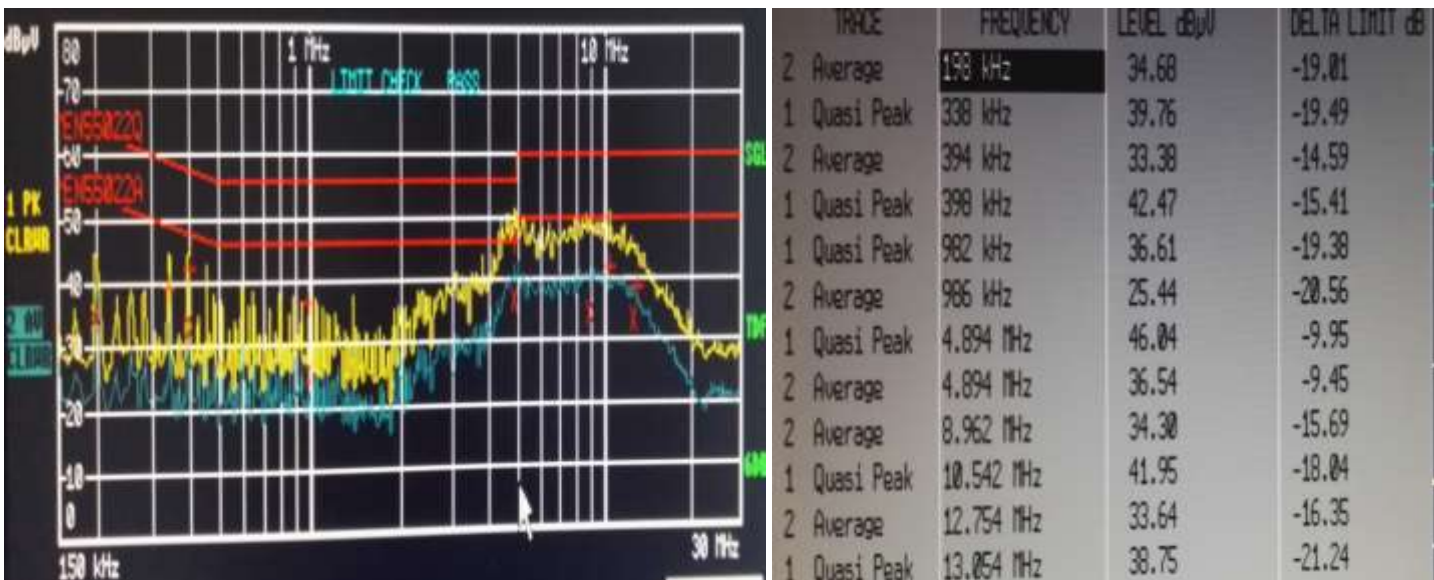 dBµV
80
1 MHz
10 MHz
LIMIT CHECK PASS
70
EN55022Q
60
SGL
EN55022A
1 PK
CLRWR
50
40
2 AV
CLRWR
30
TDF
20
10
6DB
0
150 kHz
30 MHz
TRACE FREQUENCY LEVEL dBµV DELTA LIMIT dB
2 Average 198 kHz 34.68 -19.01
1 Quasi Peak 338 kHz 39.76 -19.49
2 Average 394 kHz 33.38 -14.59
1 Quasi Peak 398 kHz 42.47 -15.41
1 Quasi Peak 982 kHz 36.61 -19.38
2 Average 986 kHz 25.44 -20.56
1 Quasi Peak 4.894 MHz 46.04 -9.95
2 Average 4.894 MHz 36.54 -9.45
2 Average 8.962 MHz 34.30 -15.69
1 Quasi Peak 10.542 MHz 41.95 -18.04
2 Average 12.754 MHz 33.64 -16.35
1 Quasi Peak 13.054 MHz 38.75 -21.24